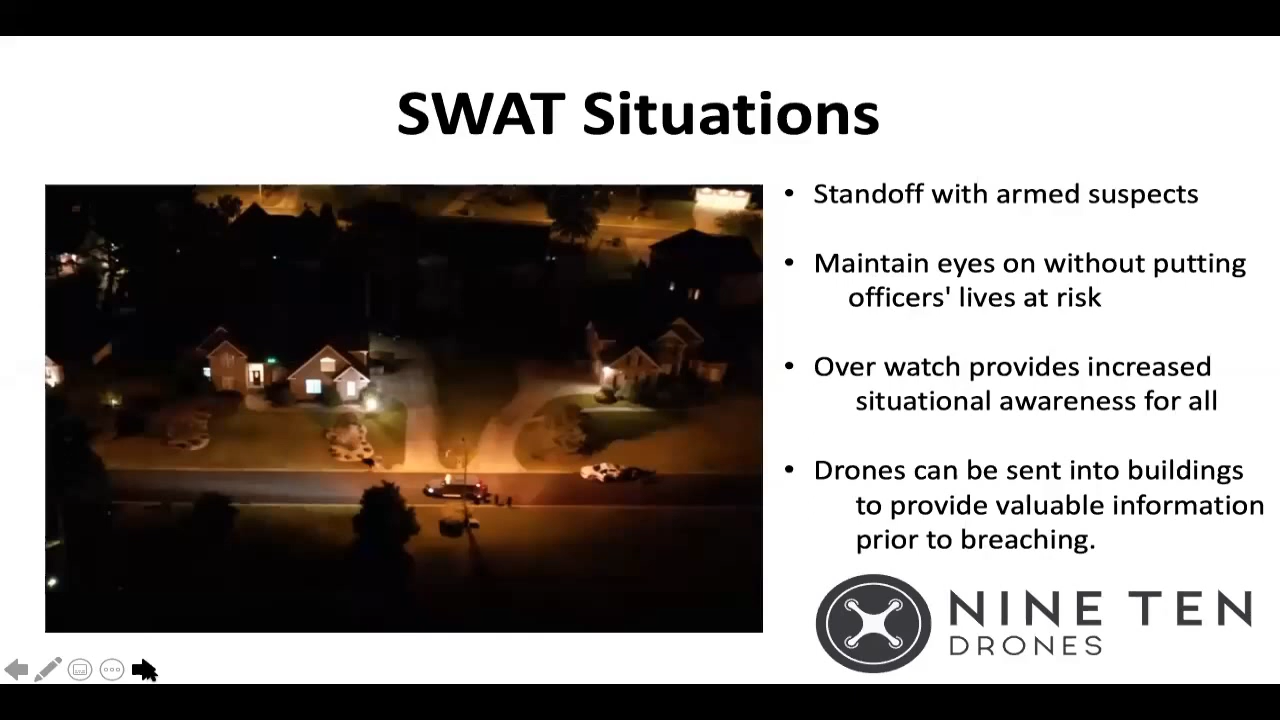 SWAT Situations
• Standoff with armed suspects
• Maintain eyes on without putting
officers' lives at risk
• Over watch provides increased
situational awareness for all
• Drones can be sent into buildings
to provide valuable information
prior to breaching.
NINE TEN
DRONES